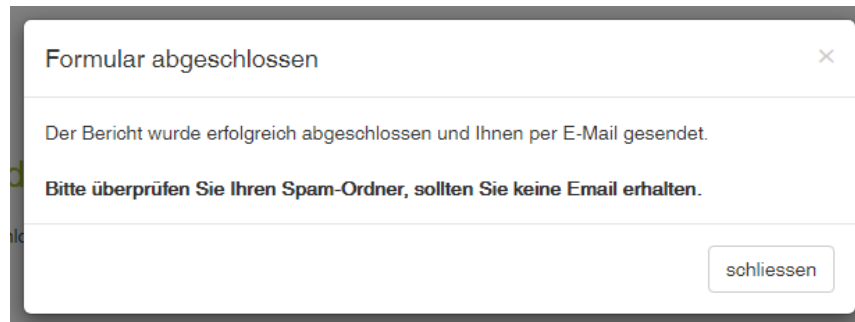 Formular abgeschlossen
×
Der Bericht wurde erfolgreich abgeschlossen und Ihnen per E-Mail gesendet.
Bitte überprüfen Sie Ihren Spam-Ordner, sollten Sie keine Email erhalten.
schliessen